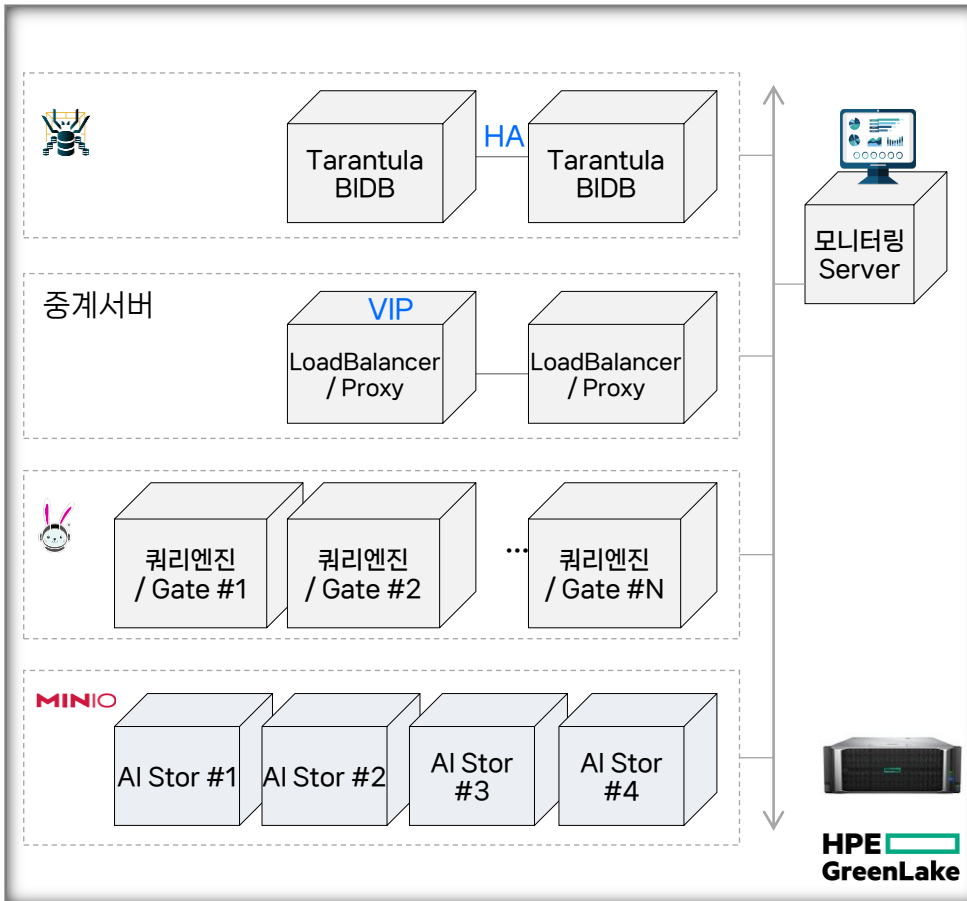 HA
Tarantula
BIDB
Tarantula
BIDB
모니터링
Server
중계서버
VIP
LoadBalancer
/ Proxy
LoadBalancer
/ Proxy
쿼리엔진
/ Gate #1
쿼리엔진
/ Gate #2
...
쿼리엔진
/ Gate #N
MINIO
AI Stor #1
AI Stor #2
AI Stor
#3
AI Stor
#4
HPE
GreenLake